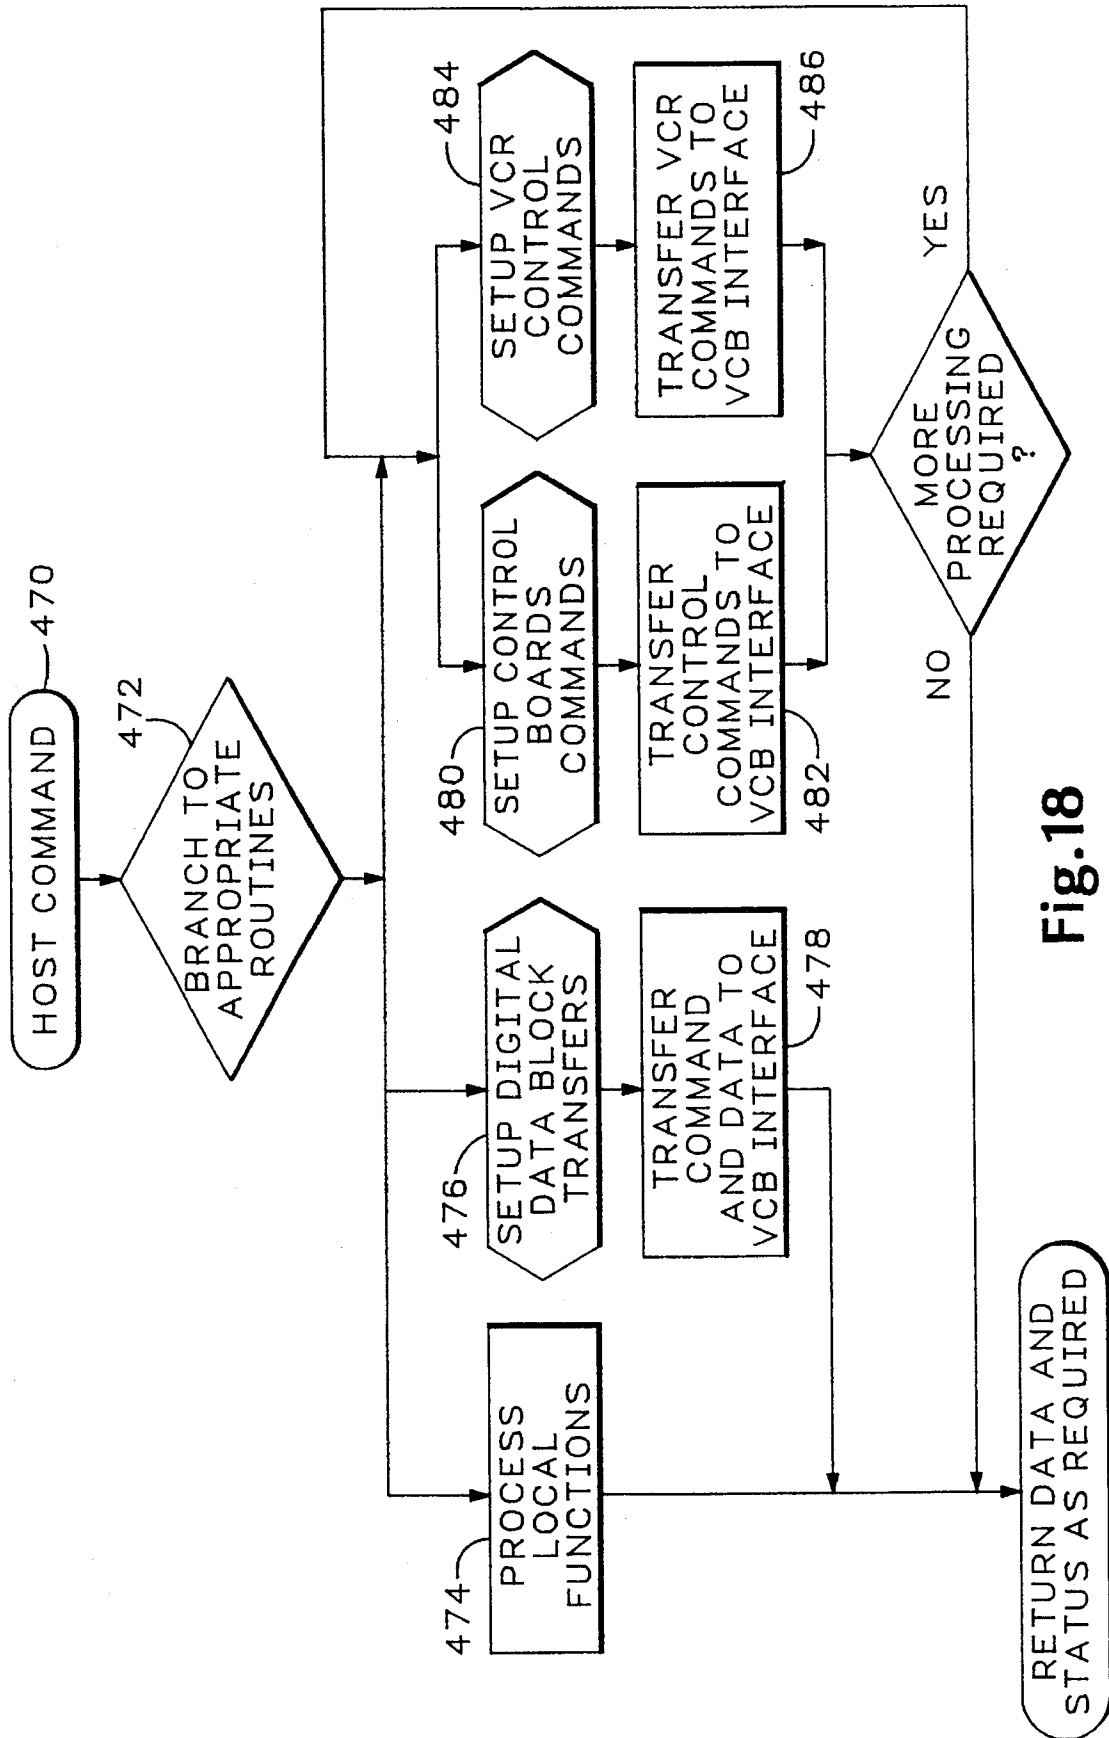 HOST COMMAND
470
BRANCH TO
APPROPRIATE
ROUTINES
472
PROCESS
LOCAL
FUNCTIONS
474
SETUP DIGITAL
DATA BLOCK
TRANSFERS
476
TRANSFER
COMMAND
AND DATA TO
VCB INTERFACE
478
SETUP CONTROL
BOARDS
COMMANDS
480
TRANSFER
CONTROL
COMMANDS TO
VCB INTERFACE
482
SETUP VCR
CONTROL
COMMANDS
484
TRANSFER VCR
COMMANDS TO
VCB INTERFACE
486
MORE
PROCESSING
REQUIRED
?
YES
NO
RETURN DATA AND
STATUS AS REQUIRED
Fig.18